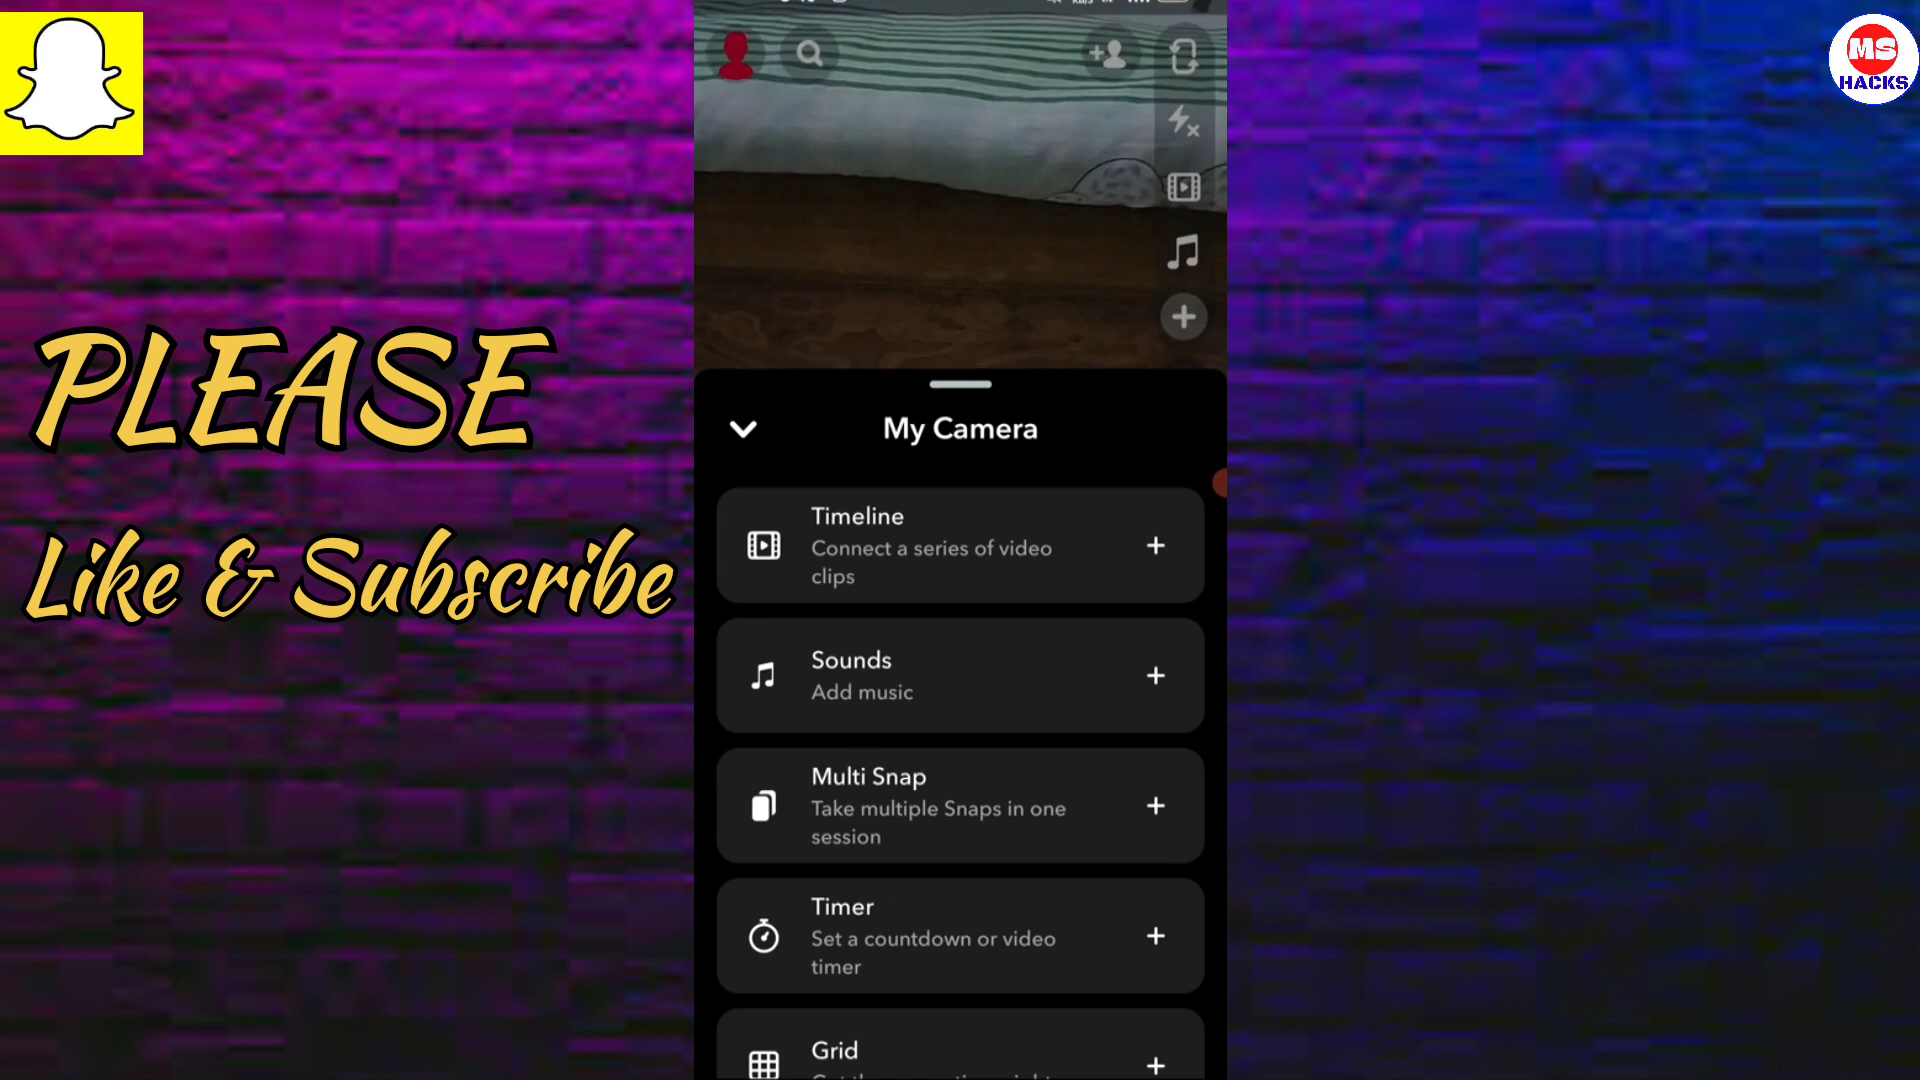 MS
HACKS
PLEASE
Like & Subscribe
My Camera
Timeline
Connect a series of video
clips
Sounds
Add music
Multi Snap
Take multiple Snaps in one
session
Timer
Set a countdown or video
timer
Grid